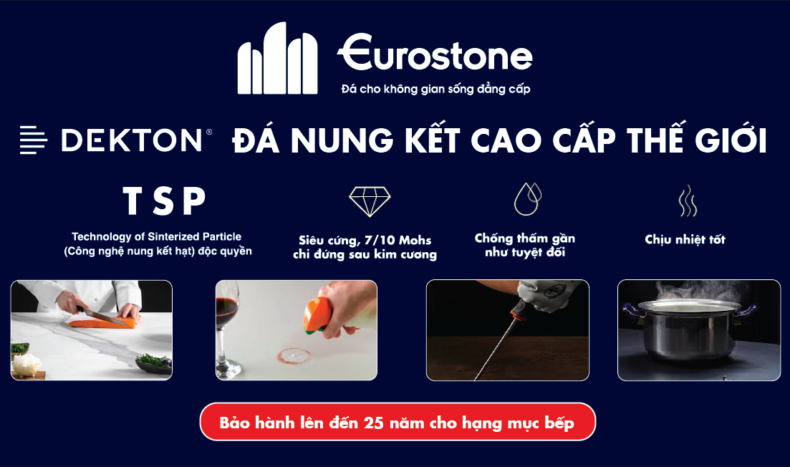 Eurostone
Đá cho không gian sống đẳng cấp
DEKTON® ĐÁ NUNG KẾT CAO CẤP THẾ GIỚI
TSP
Technology of Sinterized Particle
(Công nghệ nung kết hạt) độc quyền
Siêu cứng, 7/10 Mohs
chỉ đứng sau kim cương
Chống thấm gần
như tuyệt đối
Chịu nhiệt tốt
Bảo hành lên đến 25 năm cho hạng mục bếp